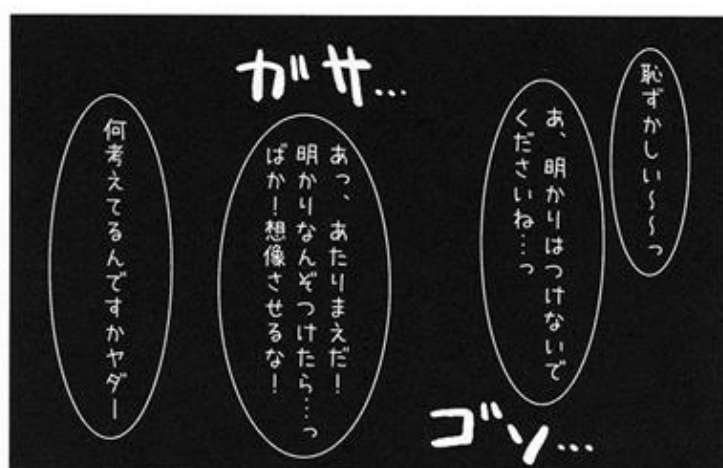 恥ずかしい～～っ
あ、明かりはつけないで
くださいね…っ
ゴソ…
ガサ…
あっ、あたりまえだ！
明かりなんぞつけたら…っ
ばか！想像させるな！
何考えてるんですかヤダー